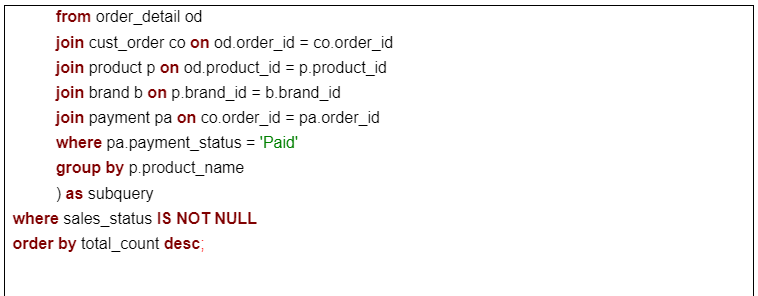 from order_detail od
join cust_order co on od.order_id = co.order_id
join product p on od.product_id = p.product_id
join brand b on p.brand_id = b.brand_id
join payment pa on co.order_id = pa.order_id
where pa.payment_status = 'Paid'
group by p.product_name
) as subquery
where sales_status IS NOT NULL
order by total_count desc;